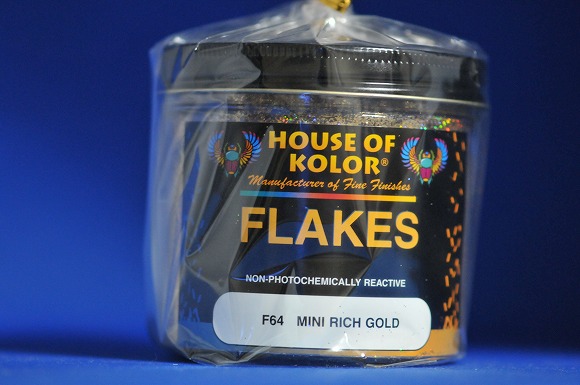 HOUSE OF
KOLOR®
Manufacturer of Fine Finishes
FLAKES
NON-PHOTOCHEMICALLY REACTIVE
F64 MINI RICH GOLD